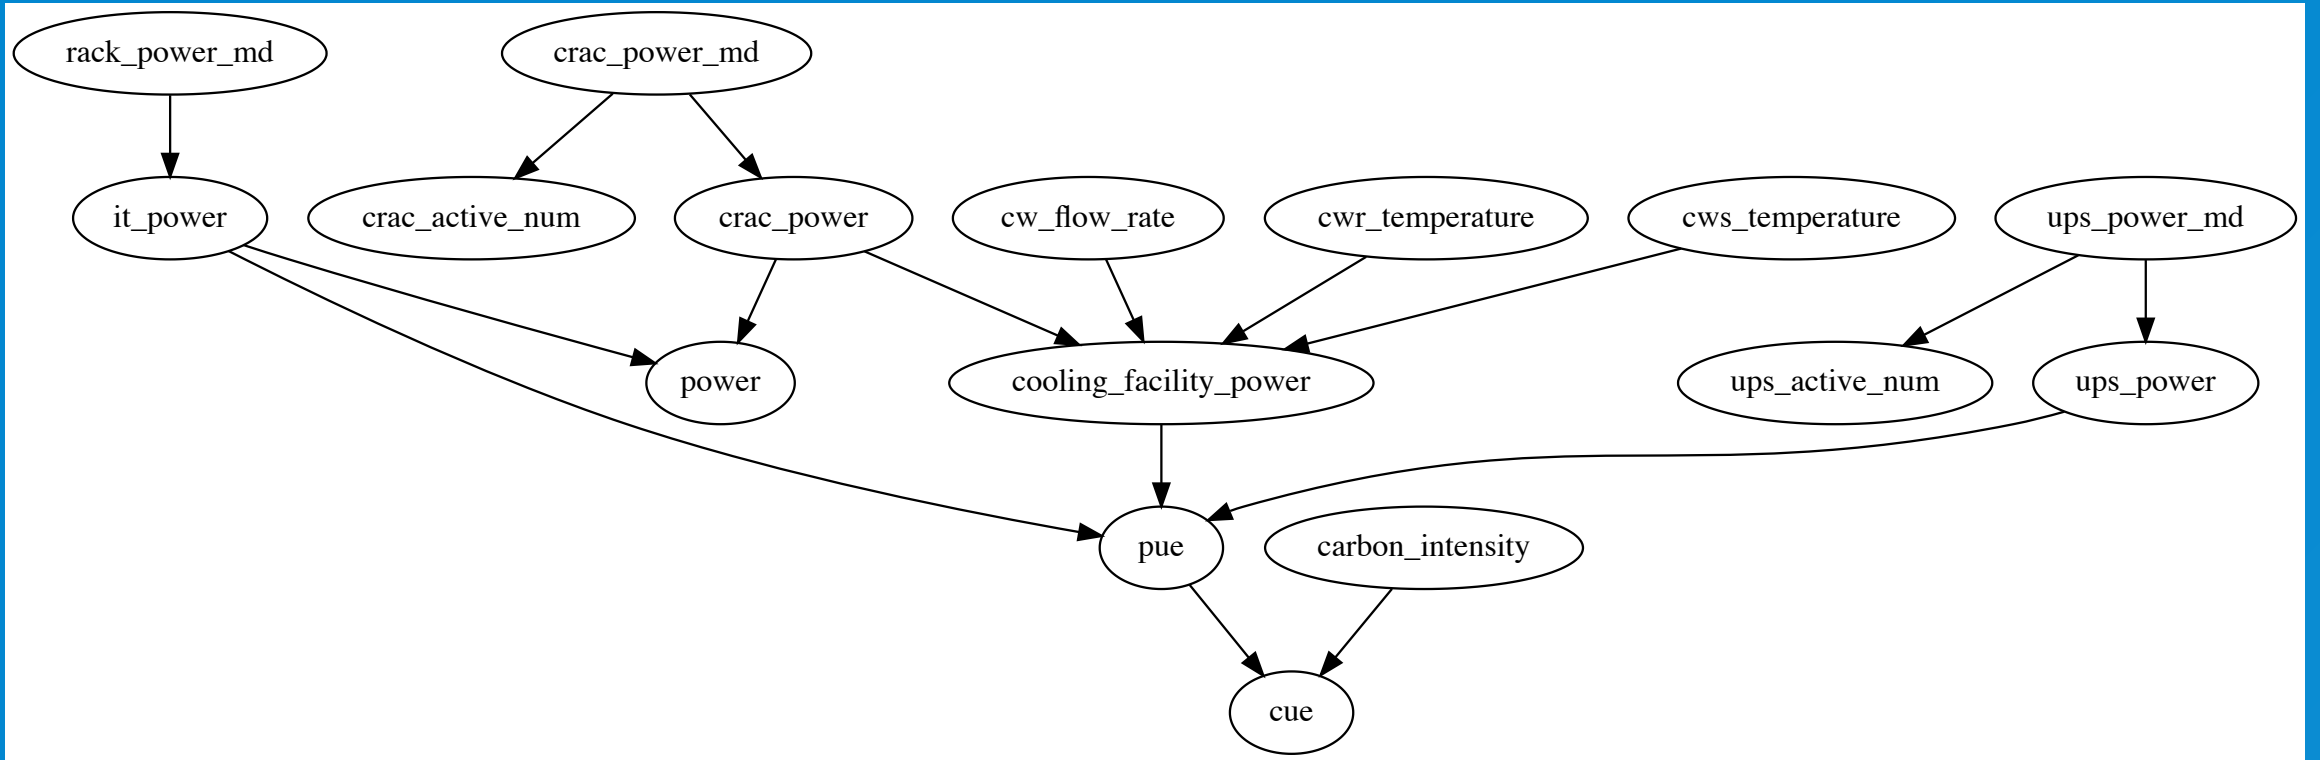 rack_power_md
crac_power_md
it_power
crac_active_num
crac_power
cw_flow_rate
cwr_temperature
cws_temperature
ups_power_md
power
cooling_facility_power
ups_active_num
ups_power
pue
carbon_intensity
cue